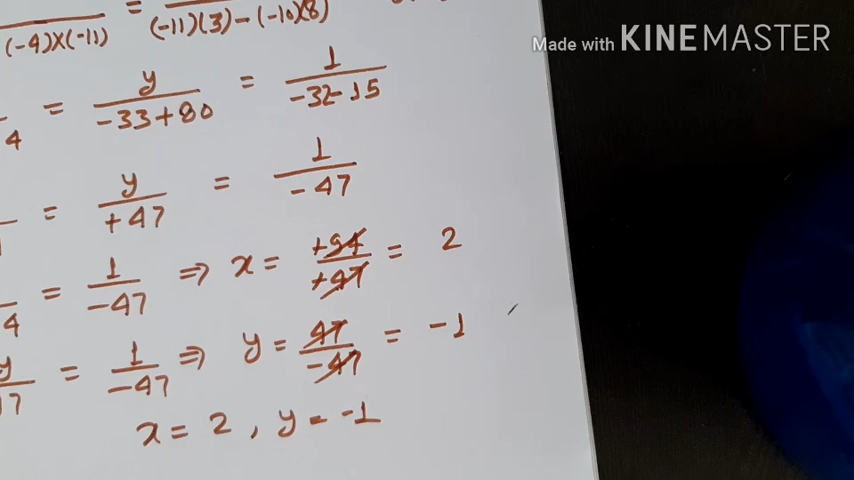 (-4)×(-11) = (-11)(3) - (-10)(8)
4 = y/-33+80 = 1/-32-15
= y/+47 = 1/-47
4 = 1/-47 ⇒ x = +94/+47 = 2
y/17 = 1/-47 ⇒ y = 47/-47 = -1
x = 2, y = -1
Made with KINEMASTER